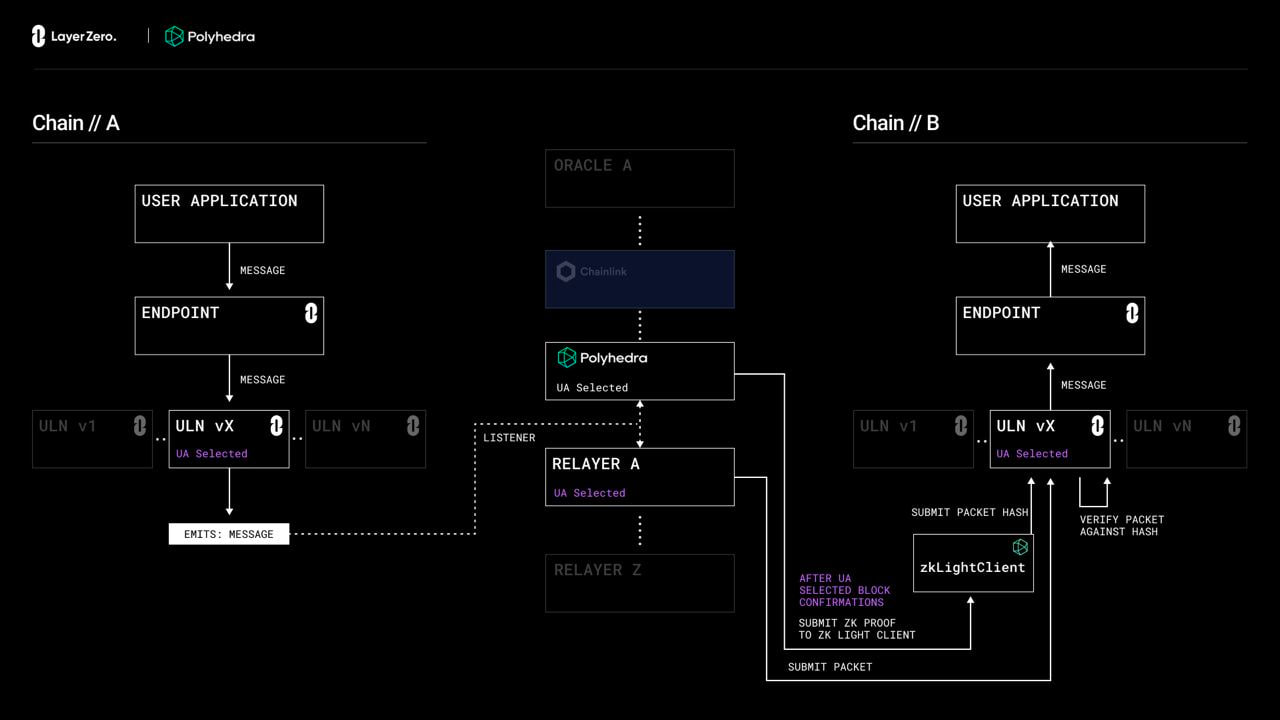 LayerZero.
Polyhedra
Chain // A
USER APPLICATION
MESSAGE
ENDPOINT
MESSAGE
ULN v1
ULN vX
UA Selected
ULN vN
EMITS: MESSAGE
LISTENER
ORACLE A
Chainlink
Polyhedra
UA Selected
RELAYER A
UA Selected
RELAYER Z
Chain // B
USER APPLICATION
MESSAGE
ENDPOINT
MESSAGE
ULN v1
ULN vX
UA Selected
ULN vN
SUBMIT PACKET HASH
VERIFY PACKET
AGAINST HASH
zkLightClient
AFTER UA
SELECTED BLOCK
CONFIRMATIONS
SUBMIT ZK PROOF
TO ZK LIGHT CLIENT
SUBMIT PACKET